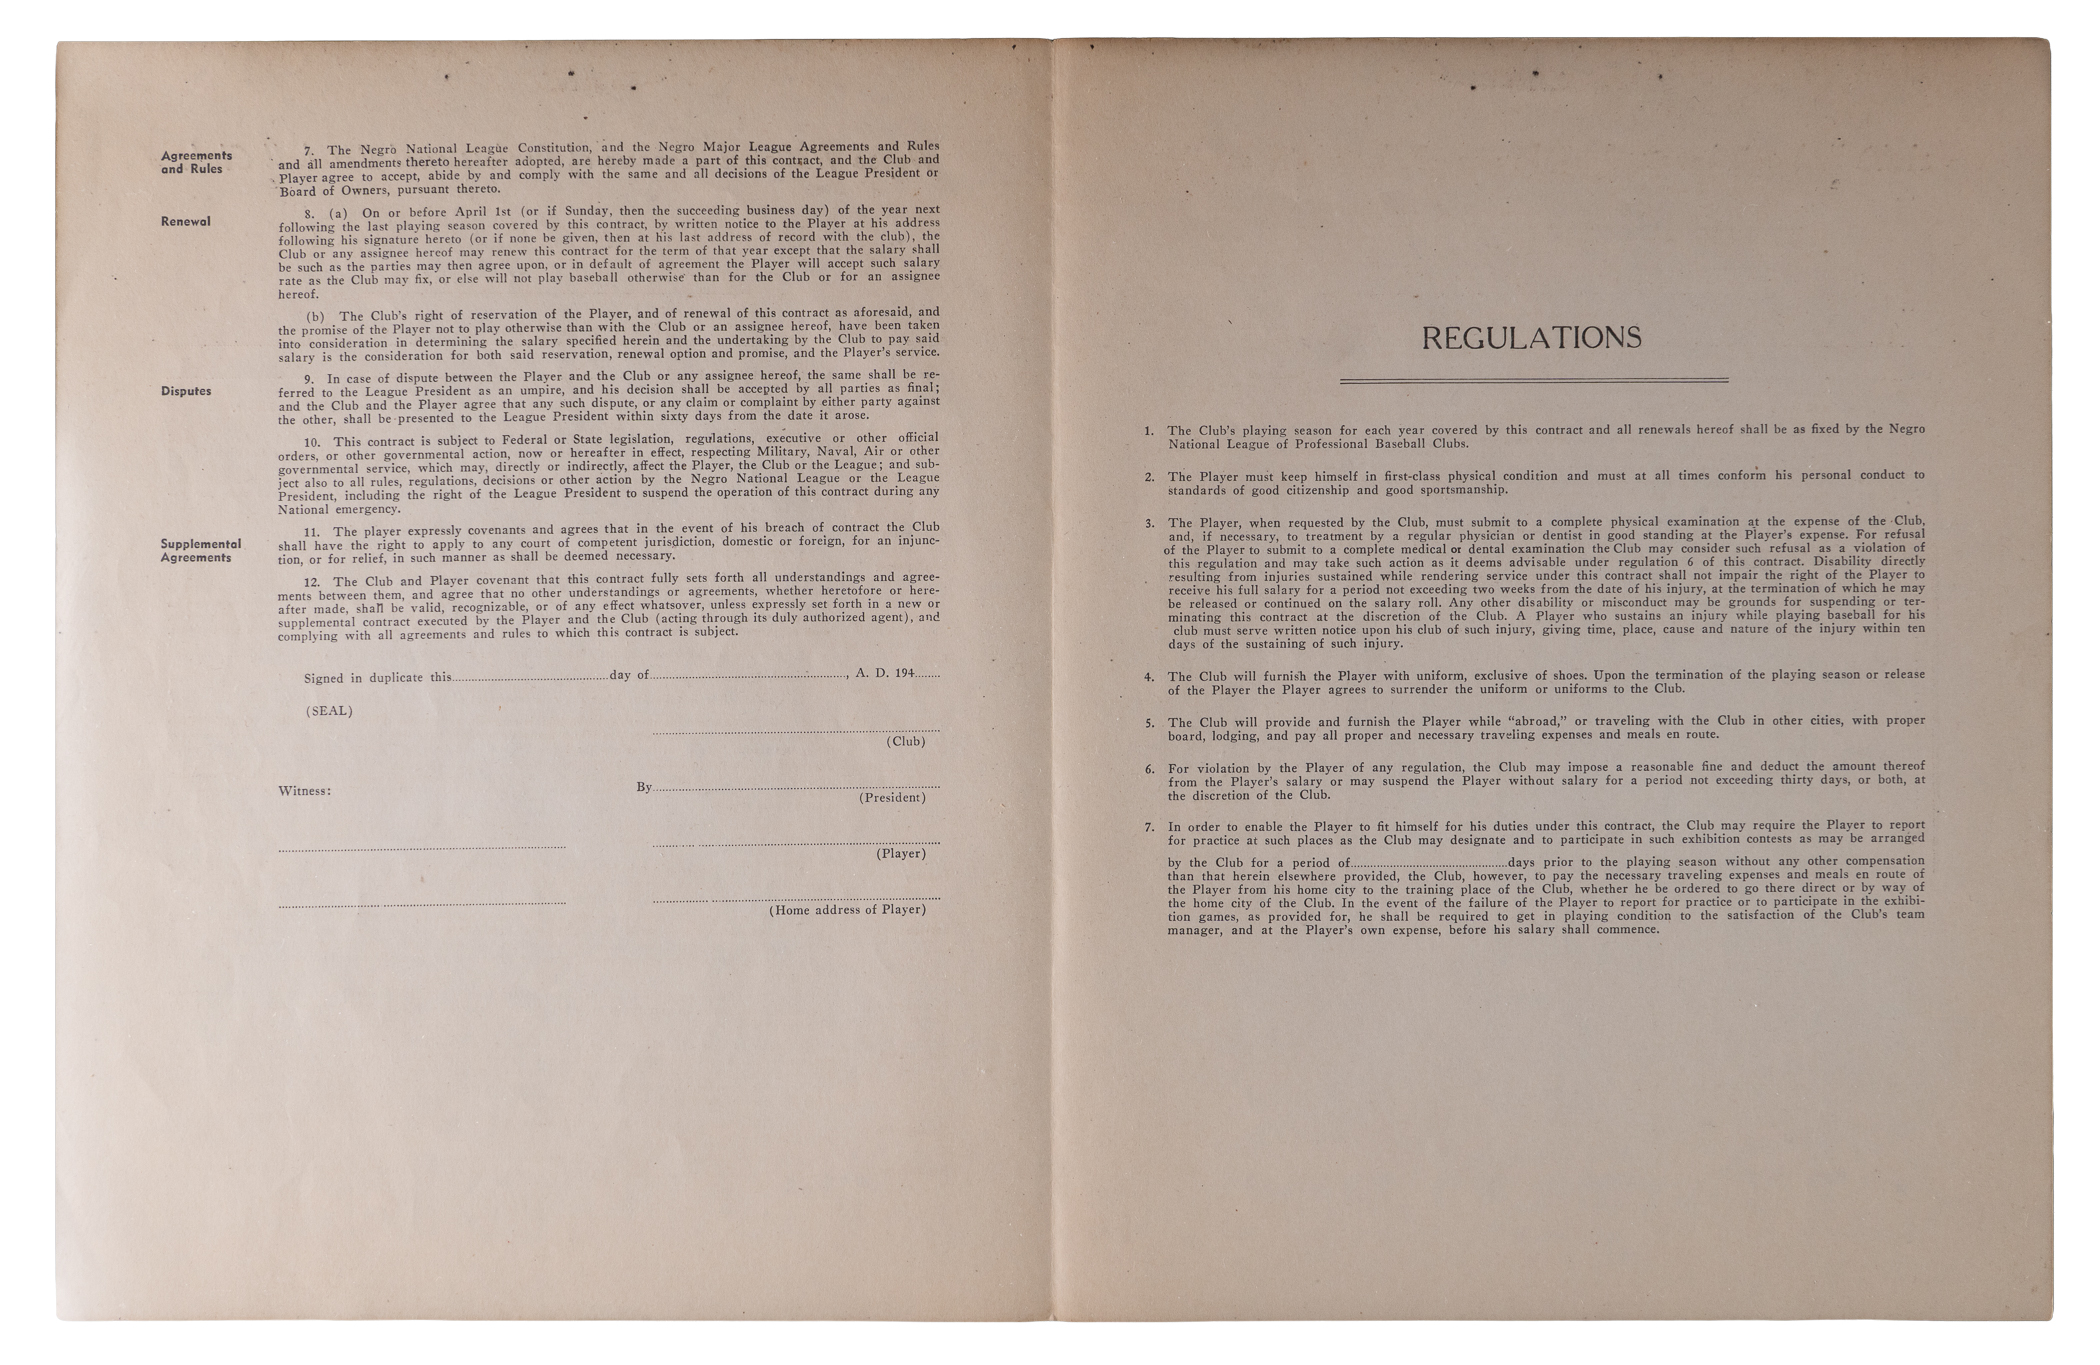 Agreements
and Rules
7. The Negro National League Constitution, and the Negro Major League Agreements and Rules
and all amendments thereto hereafter adopted, are hereby made a part of this contract, and the Club and
Player agree to accept, abide by and comply with the same and all decisions of the League President or
Board of Owners, pursuant thereto.
Renewal
8. (a) On or before April 1st (or if Sunday, then the succeeding business day) of the year next
following the last playing season covered by this contract, by written notice to the Player at his address
following his signature hereto (or if none be given, then at his last address of record with the club), the
Club or any assignee hereof may renew this contract for the term of that year except that the salary shall
be such as the parties may then agree upon, or in default of agreement the Player will accept such salary
rate as the Club may fix, or else will not play baseball otherwise than for the Club or for an assignee
hereof.
(b) The Club's right of reservation of the Player, and of renewal of this contract as aforesaid, and
the promise of the Player not to play otherwise than with the Club or an assignee hereof, have been taken
into consideration in determining the salary specified herein and the undertaking by the Club to pay said
salary is the consideration for both said reservation, renewal option and promise, and the Player's service.
Disputes
9. In case of dispute between the Player and the Club or any assignee hereof, the same shall be re-
ferred to the League President as an umpire, and his decision shall be accepted by all parties as final;
and the Club and the Player agree that any such dispute, or any claim or complaint by either party against
the other, shall be presented to the League President within sixty days from the date it arose.
10. This contract is subject to Federal or State legislation, regulations, executive or other official
orders, or other governmental action, now or hereafter in effect, respecting Military, Naval, Air or other
governmental service, which may, directly or indirectly, affect the Player, the Club or the League; and sub-
ject also to all rules, regulations, decisions or other action by the Negro National League or the League
President, including the right of the League President to suspend the operation of this contract during any
National emergency.
Supplemental
Agreements
11. The player expressly covenants and agrees that in the event of his breach of contract the Club
shall have the right to apply to any court of competent jurisdiction, domestic or foreign, for an injunc-
tion, or for relief, in such manner as shall be deemed necessary.
12. The Club and Player covenant that this contract fully sets forth all understandings and agree-
ments between them, and agree that no other understandings or agreements, whether heretofore or here-
after made, shall be valid, recognizable, or of any effect whatsoever, unless expressly set forth in a new or
supplemental contract executed by the Player and the Club (acting through its duly authorized agent), and
complying with all agreements and rules to which this contract is subject.
Signed in duplicate this..............................day of..............................., A. D. 194........
(SEAL)
(Club)
Witness:
By..............................
(President)
(Player)
(Home address of Player)
REGULATIONS
1. The Club's playing season for each year covered by this contract and all renewals hereof shall be as fixed by the Negro
National League of Professional Baseball Clubs.
2. The Player must keep himself in first-class physical condition and must at all times conform his personal conduct to
standards of good citizenship and good sportsmanship.
3. The Player, when requested by the Club, must submit to a complete physical examination at the expense of the Club,
and, if necessary, to treatment by a regular physician or dentist in good standing at the Player's expense. For refusal
of the Player to submit to a complete medical or dental examination the Club may consider such refusal as a violation of
this regulation and may take such action as it deems advisable under regulation 6 of this contract. Disability directly
resulting from injuries sustained while rendering service under this contract shall not impair the right of the Player to
receive his full salary for a period not exceeding two weeks from the date of his injury, at the termination of which he may
be released or continued on the salary roll. Any other disability or misconduct may be grounds for suspending or ter-
minating this contract at the discretion of the Club. A Player who sustains an injury while playing baseball for his
club must serve written notice upon his club of such injury, giving time, place, cause and nature of the injury within ten
days of the sustaining of such injury.
4. The Club will furnish the Player with uniform, exclusive of shoes. Upon the termination of the playing season or release
of the Player the Player agrees to surrender the uniform or uniforms to the Club.
5. The Club will provide and furnish the Player while “abroad,” or traveling with the Club in other cities, with proper
board, lodging, and pay all proper and necessary traveling expenses and meals en route.
6. For violation by the Player of any regulation, the Club may impose a reasonable fine and deduct the amount thereof
from the Player's salary or may suspend the Player without salary for a period not exceeding thirty days, or both, at
the discretion of the Club.
7. In order to enable the Player to fit himself for his duties under this contract, the Club may require the Player to report
for practice at such places as the Club may designate and to participate in such exhibition contests as may be arranged
by the Club for a period of..............................days prior to the playing season without any other compensation
than that herein elsewhere provided, the Club, however, to pay the necessary traveling expenses and meals en route of
the Player from his home city to the training place of the Club, whether he be ordered to go there direct or by way of
the home city of the Club. In the event of the failure of the Player to report for practice or to participate in the exhibi-
tion games, as provided for, he shall be required to get in playing condition to the satisfaction of the Club's team
manager, and at the Player's own expense, before his salary shall commence.